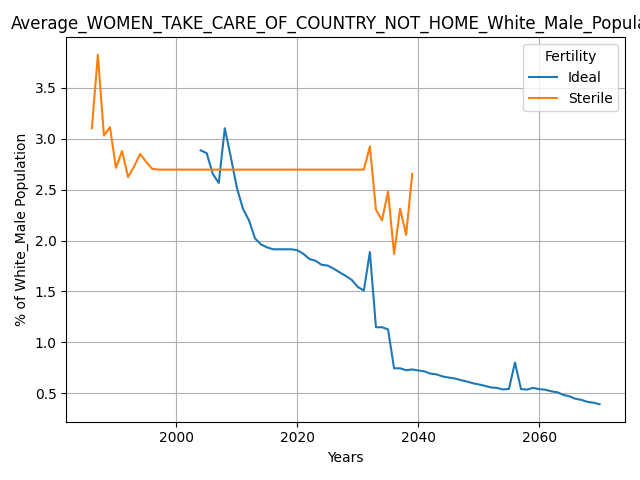 Average_WOMEN_TAKE_CARE_OF_COUNTRY_NOT_HOME_White_Male_Popula
Fertility
Ideal
Sterile
3.5
3.0
2.5
2.0
1.5
1.0
0.5
% of White_Male Population
2000 2020 2040 2060
Years